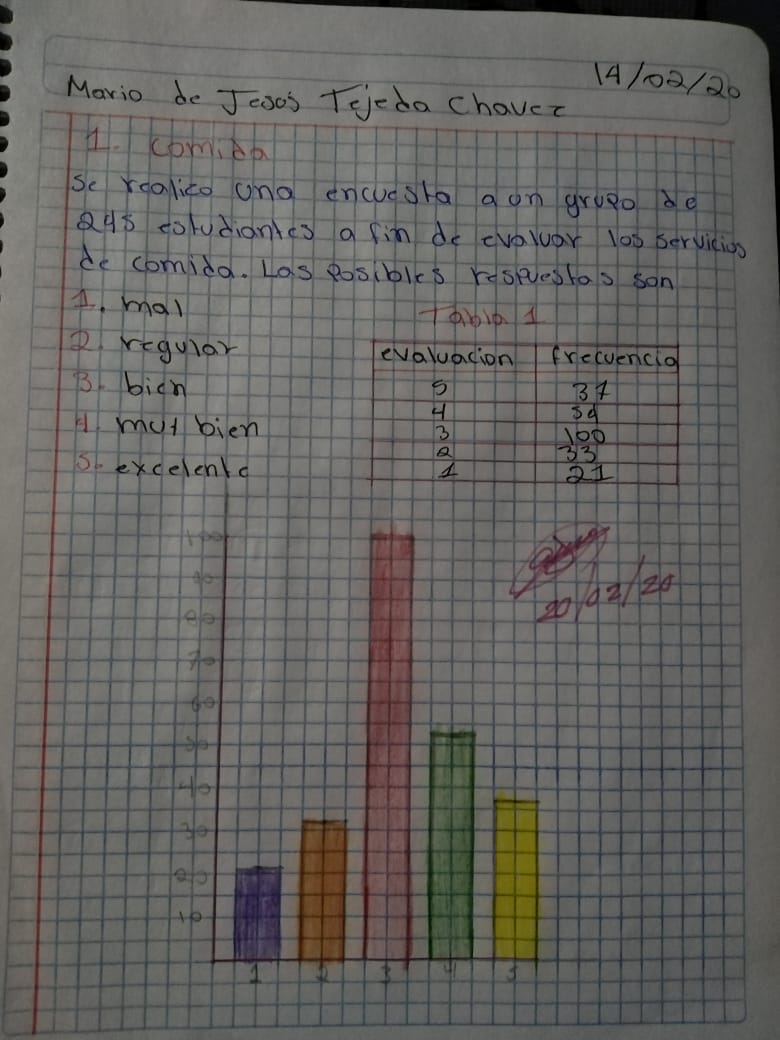 14/02/20
Mario de Jesos Tejeda Chavez
1. comida
Se realico una encuesta a un grupo de
245 estudiantes a fin de evaluar los servicios
de comida. Las posibles respuestas son
1. mal
2. regular
3. bien
4. muy bien
5. excelente
Tabla 1
evaluacion frecuencia
5 37
4 54
3 100
2 33
1 21
20/02/20
100
90
80
70
60
50
40
30
20
10
1 2 3 4 5